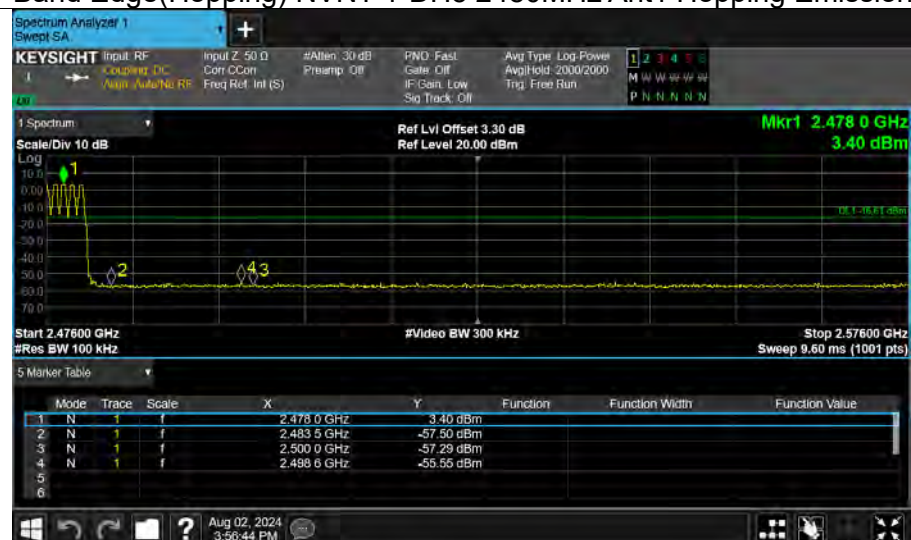 Band Edge(Hopping) NVNT 1-DH5 2480MHz Ant1 Hopping Emission
Spectrum Analyzer 1
Swept SA
KEYSIGHT Input: RF Input Z: 50 Ω #Atten: 30 dB PNO: Fast Avg Type: Log-Power 1 2 3 4 5 6
Coupling: DC Corr CCorr Preamp: Off Gate: Off Avg|Hold: 2000/2000 M W W W W W
Align: Auto/No RF Freq Ref: Int (S) IF Gain: Low Trig: Free Run
Sig Track: Off P N N N N N
1 Spectrum Ref Lvl Offset 3.30 dB Mkr1 2.478 0 GHz
Scale/Div 10 dB Ref Level 20.00 dBm 3.40 dBm
Log
10.0 1
0.00
-10.0
DL1 -16.61 dBm
-20.0
-30.0
-40.0
-50.0 2 4 3
-60.0
-70.0
Start 2.47600 GHz #Video BW 300 kHz Stop 2.57600 GHz
#Res BW 100 kHz Sweep 9.60 ms (1001 pts)
5 Marker Table
Mode Trace Scale X Y Function Function Width Function Value
1 N 1 f 2.478 0 GHz 3.40 dBm
2 N 1 f 2.483 5 GHz -57.50 dBm
3 N 1 f 2.500 0 GHz -57.29 dBm
4 N 1 f 2.498 6 GHz -55.55 dBm
5
6
? Aug 02, 2024
3:56:44 PM